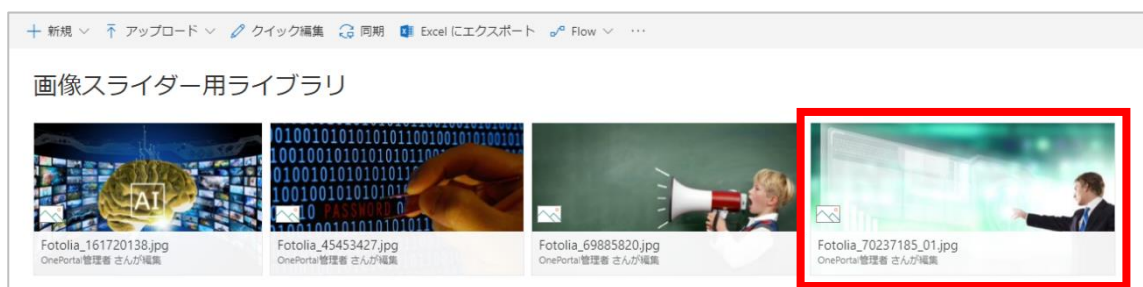 新規 アップロード クイック編集 同期 Excel にエクスポート Flow ...
画像スライダー用ライブラリ
AI
PASSWORD
Fotolia_161720138.jpg
OnePortal管理者 さんが編集
Fotolia_45453427.jpg
OnePortal管理者 さんが編集
Fotolia_69885820.jpg
OnePortal管理者 さんが編集
Fotolia_70237185_01.jpg
OnePortal管理者 さんが編集